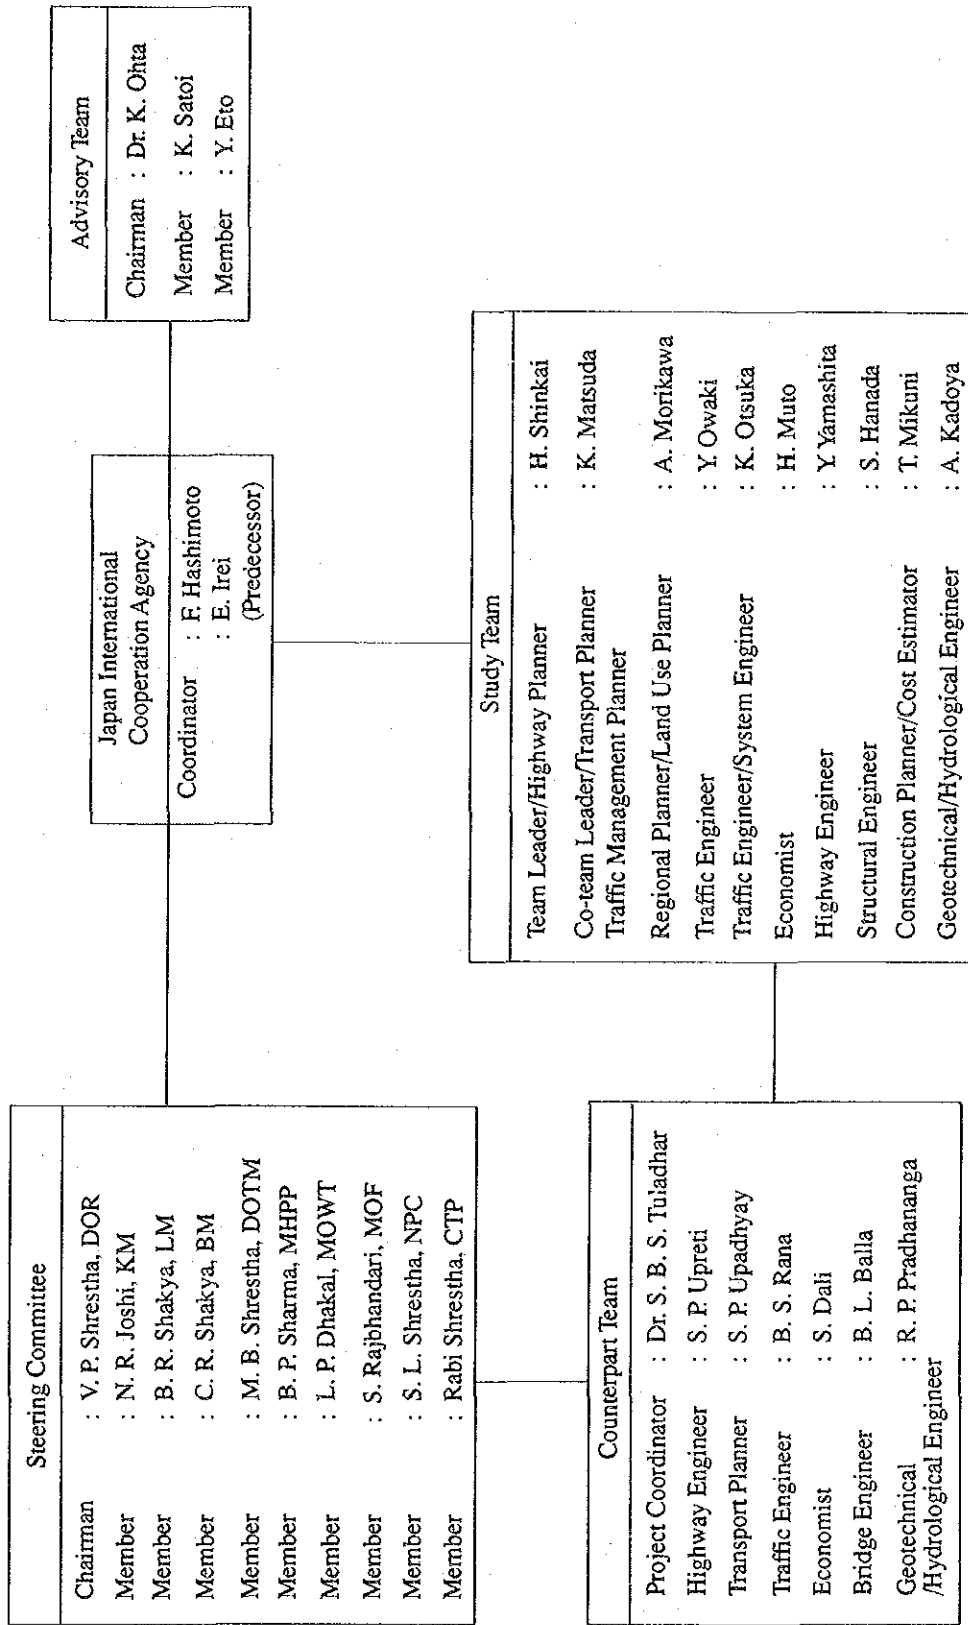 Steering Committee
Chairman : V. P. Shrestha, DOR
Member : N. R. Joshi, KM
Member : B. R. Shakya, LM
Member : C. R. Shakya, BM
Member : M. B. Shrestha, DOTM
Member : B. P. Sharma, MHPP
Member : L. P. Dhakal, MOWT
Member : S. Rajbhandari, MOF
Member : S. L. Shrestha, NPC
Member : Rabi Shrestha, CTP
Japan International
Cooperation Agency
Coordinator : F. Hashimoto
: E. Irei
(Predecessor)
Advisory Team
Chairman : Dr. K. Ohta
Member : K. Satoi
Member : Y. Eto
Counterpart Team
Project Coordinator : Dr. S. B. S. Tuladhar
Highway Engineer : S. P. Upreti
Transport Planner : S. P. Upadhyay
Traffic Engineer : B. S. Rana
Economist : S. Dali
Bridge Engineer : B. L. Balla
Geotechnical : R. P. Pradhananga
/Hydrological Engineer
Study Team
Team Leader/Highway Planner : H. Shinkai
Co-team Leader/Transport Planner : K. Matsuda
Traffic Management Planner
Regional Planner/Land Use Planner : A. Morikawa
Traffic Engineer : Y. Owaki
Traffic Engineer/System Engineer : K. Otsuka
Economist : H. Muto
Highway Engineer : Y. Yamashita
Structural Engineer : S. Hanada
Construction Planner/Cost Estimator : T. Mikuni
Geotechnical/Hydrological Engineer : A. Kadoya